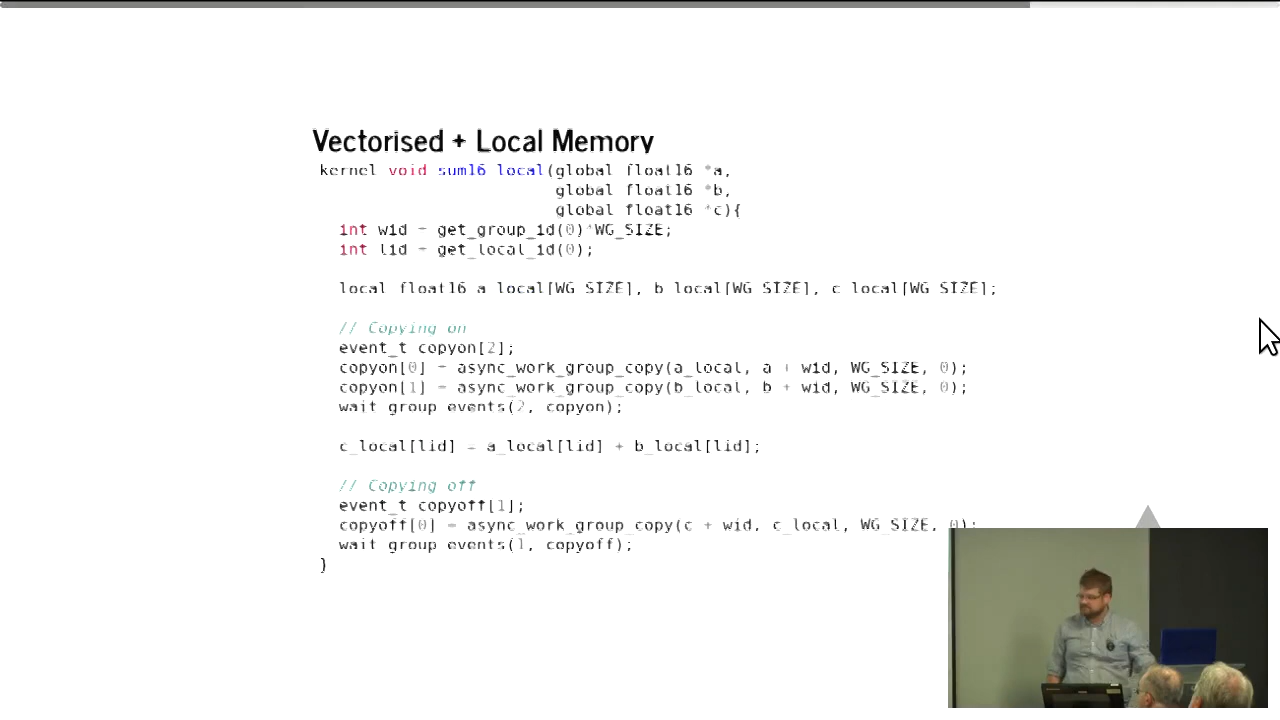 Vectorised + Local Memory
kernel void sum16_local(global float16 *a,
global float16 *b,
global float16 *c){
int wid = get_group_id(0)*WG_SIZE;
int lid = get_local_id(0);
local float16 a_local[WG_SIZE], b_local[WG_SIZE], c_local[WG_SIZE];
// Copying on
event_t copyon[2];
copyon[0] = async_work_group_copy(a_local, a + wid, WG_SIZE, 0);
copyon[1] = async_work_group_copy(b_local, b + wid, WG_SIZE, 0);
wait_group_events(2, copyon);
c_local[lid] = a_local[lid] + b_local[lid];
// Copying off
event_t copyoff[1];
copyoff[0] = async_work_group_copy(c + wid, c_local, WG_SIZE, 0);
wait_group_events(1, copyoff);
}